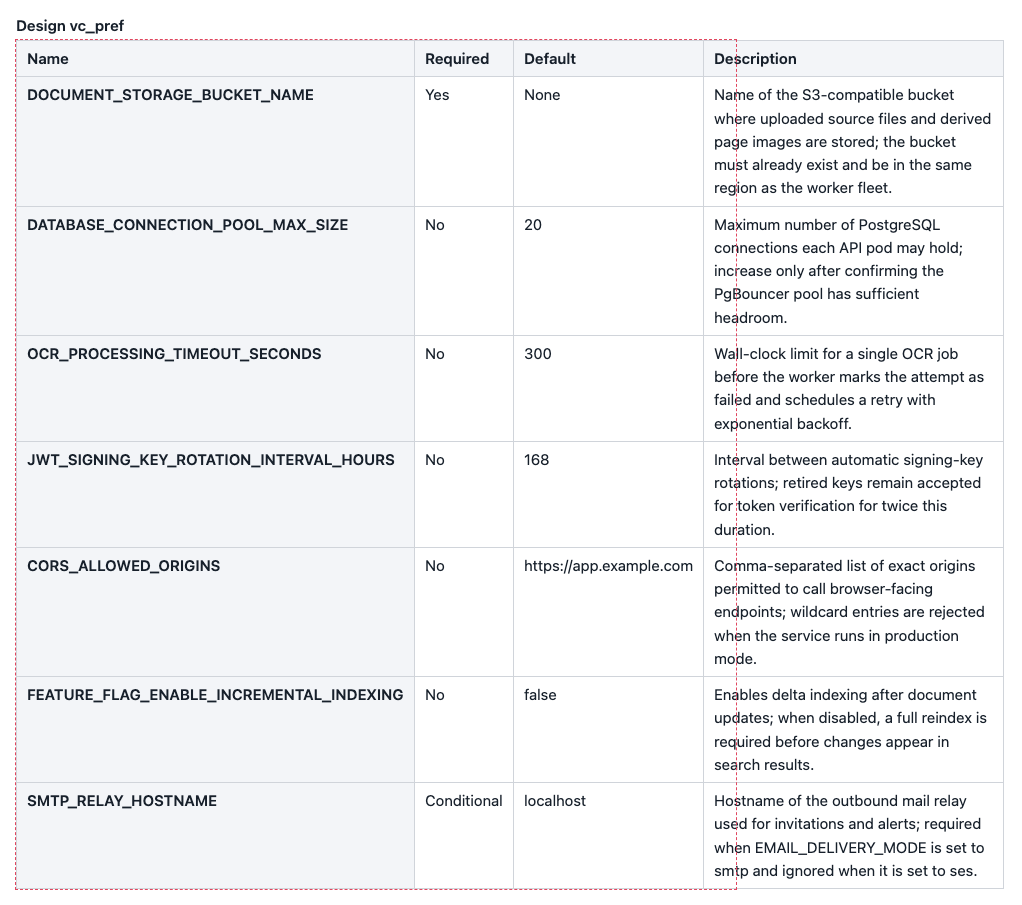 Design vc_pref
Name Required Default Description
DOCUMENT_STORAGE_BUCKET_NAME Yes None Name of the S3-compatible bucket
where uploaded source files and derived
page images are stored; the bucket
must already exist and be in the same
region as the worker fleet.
DATABASE_CONNECTION_POOL_MAX_SIZE No 20 Maximum number of PostgreSQL
connections each API pod may hold;
increase only after confirming the
PgBouncer pool has sufficient
headroom.
OCR_PROCESSING_TIMEOUT_SECONDS No 300 Wall-clock limit for a single OCR job
before the worker marks the attempt as
failed and schedules a retry with
exponential backoff.
JWT_SIGNING_KEY_ROTATION_INTERVAL_HOURS No 168 Interval between automatic signing-key
rotations; retired keys remain accepted
for token verification for twice this
duration.
CORS_ALLOWED_ORIGINS No https://app.example.com Comma-separated list of exact origins
permitted to call browser-facing
endpoints; wildcard entries are rejected
when the service runs in production
mode.
FEATURE_FLAG_ENABLE_INCREMENTAL_INDEXING No false Enables delta indexing after document
updates; when disabled, a full reindex is
required before changes appear in
search results.
SMTP_RELAY_HOSTNAME Conditional localhost Hostname of the outbound mail relay
used for invitations and alerts; required
when EMAIL_DELIVERY_MODE is set to
smtp and ignored when it is set to ses.